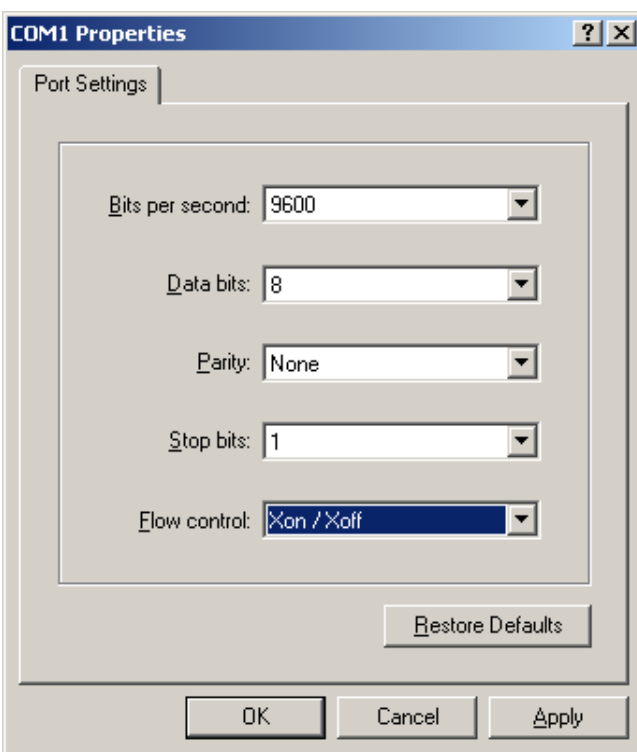 COM1 Properties
Port Settings
Bits per second: 9600
Data bits: 8
Parity: None
Stop bits: 1
Flow control: Xon / Xoff
Restore Defaults
OK Cancel Apply